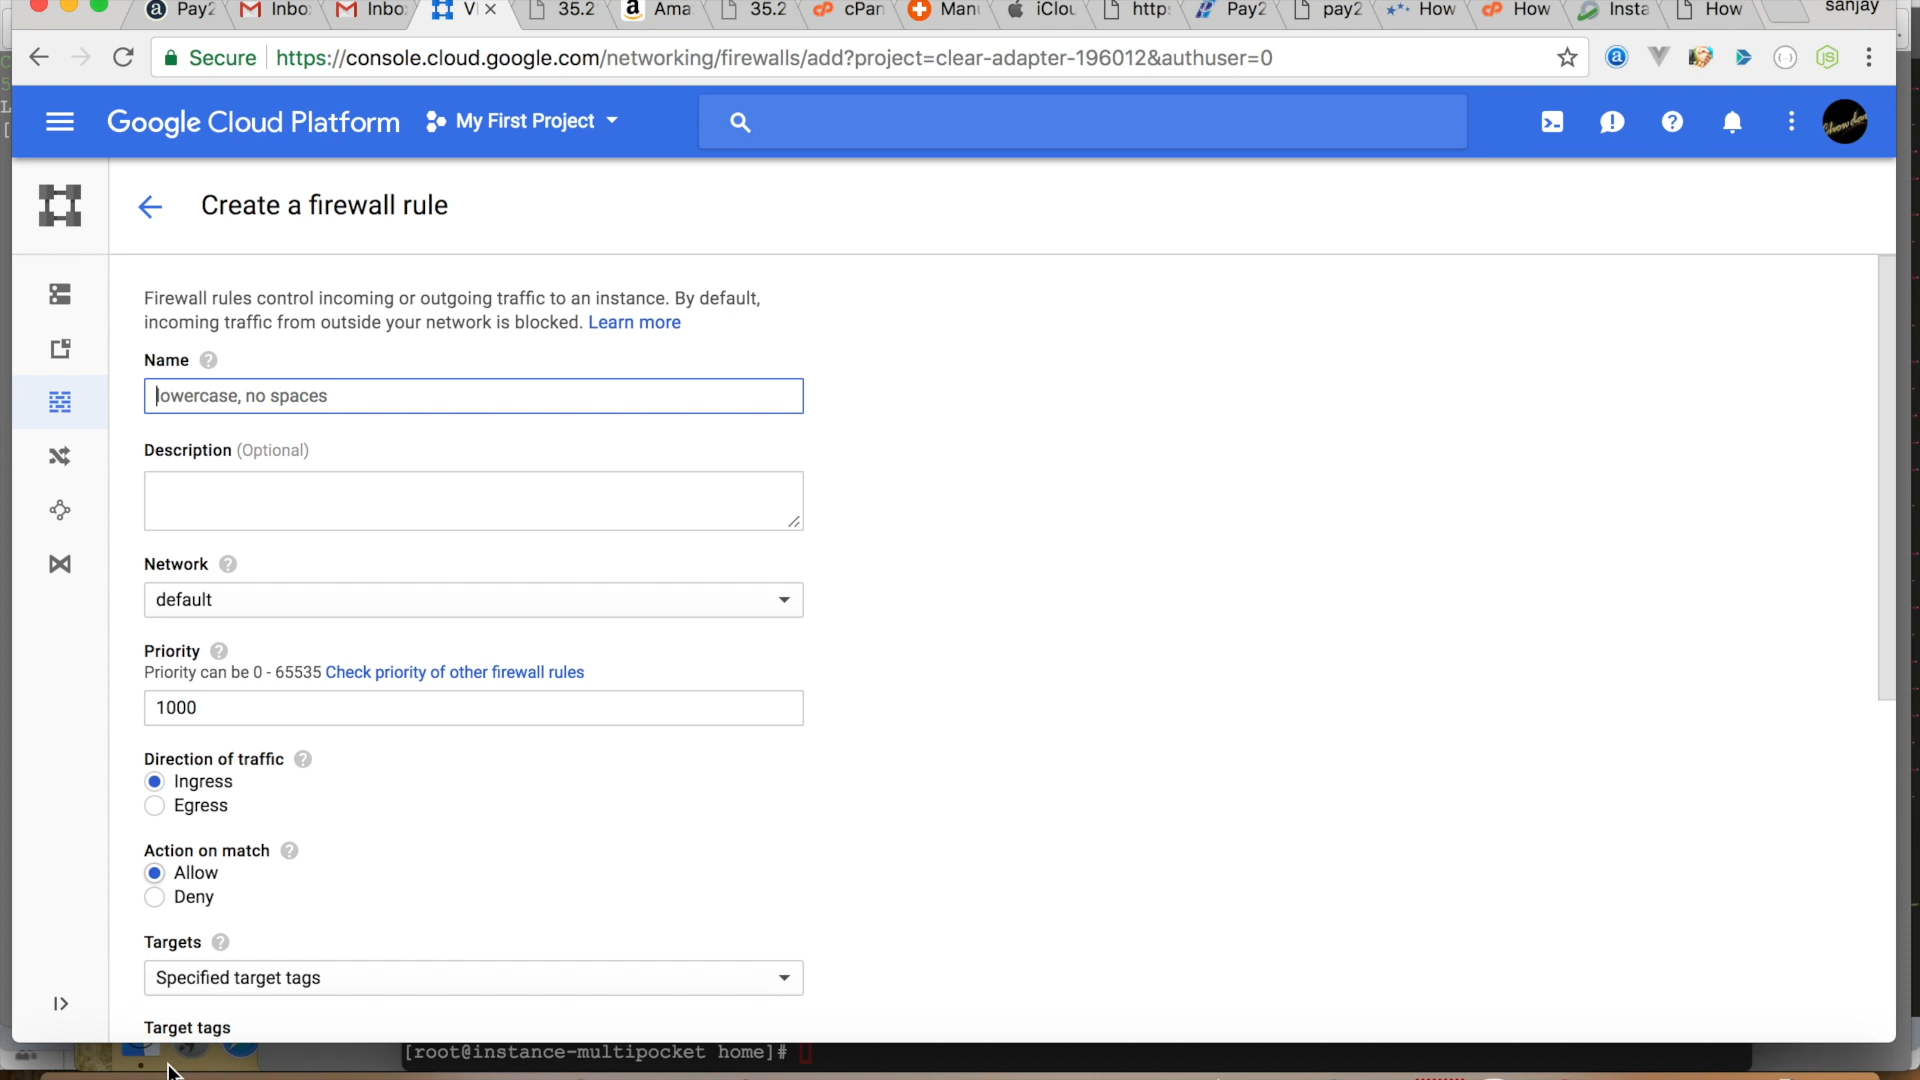 Pay2 Inbo Inbo V 35.2 Ama 35.2 cPan Manu iClou http: Pay2 pay2 How How Insta How sanjay
Secure https://console.cloud.google.com/networking/firewalls/add?project=clear-adapter-196012&authuser=0
Google Cloud Platform My First Project
Create a firewall rule
Firewall rules control incoming or outgoing traffic to an instance. By default,
incoming traffic from outside your network is blocked. Learn more
Name
lowercase, no spaces
Description (Optional)
Network
default
Priority
Priority can be 0 - 65535 Check priority of other firewall rules
1000
Direction of traffic
Ingress
Egress
Action on match
Allow
Deny
Targets
Specified target tags
Target tags
[root@instance-multipocket home]#